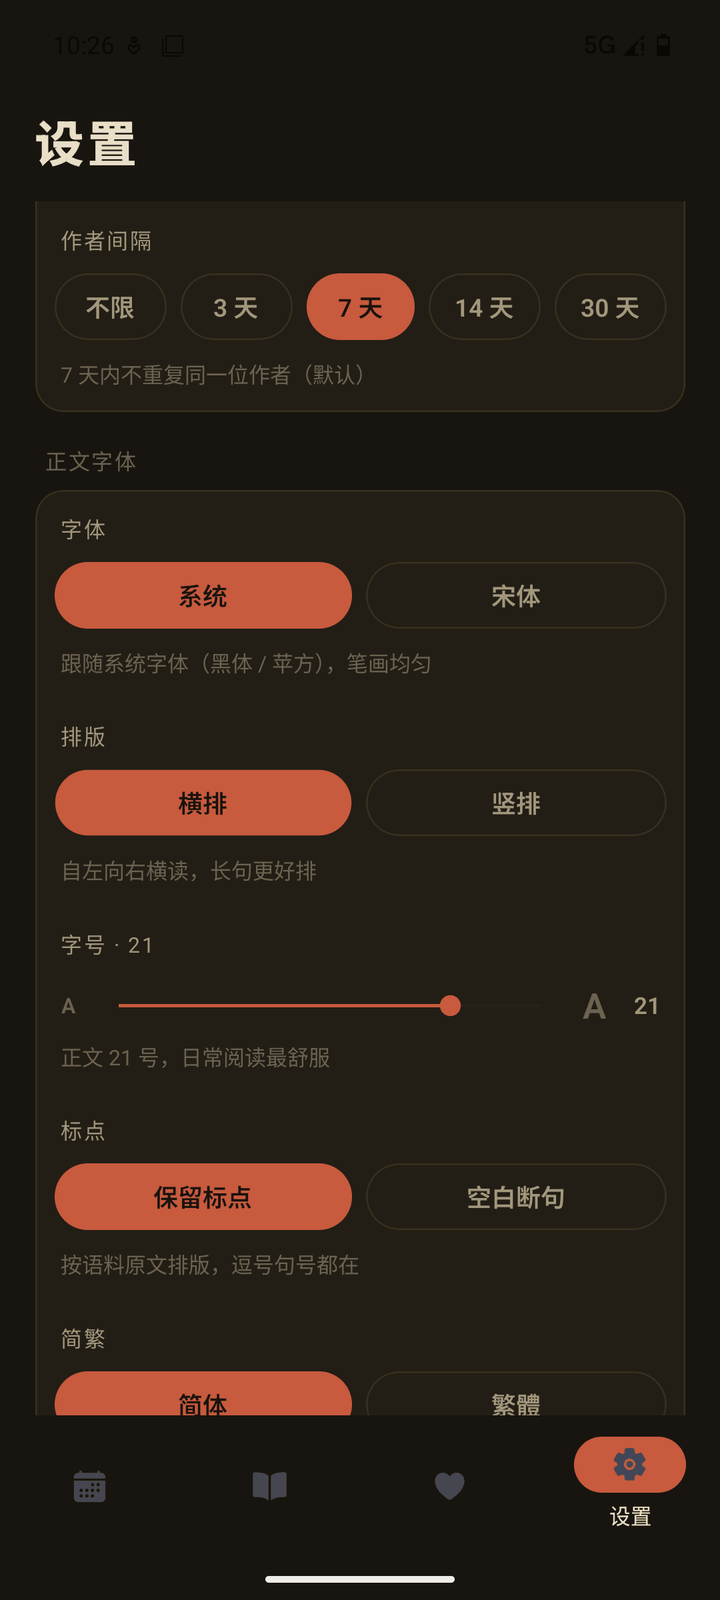 10:26
5G
设置
作者间隔
不限 3 天 7 天 14 天 30 天
7 天内不重复同一位作者（默认）
正文字体
字体
系统 宋体
跟随系统字体（黑体 / 苹方），笔画均匀
排版
横排 竖排
自左向右横读，长句更好排
字号 · 21
A A 21
正文 21 号，日常阅读最舒服
标点
保留标点 空白断句
按语料原文排版，逗号句号都在
简繁
简体 繁體
设置